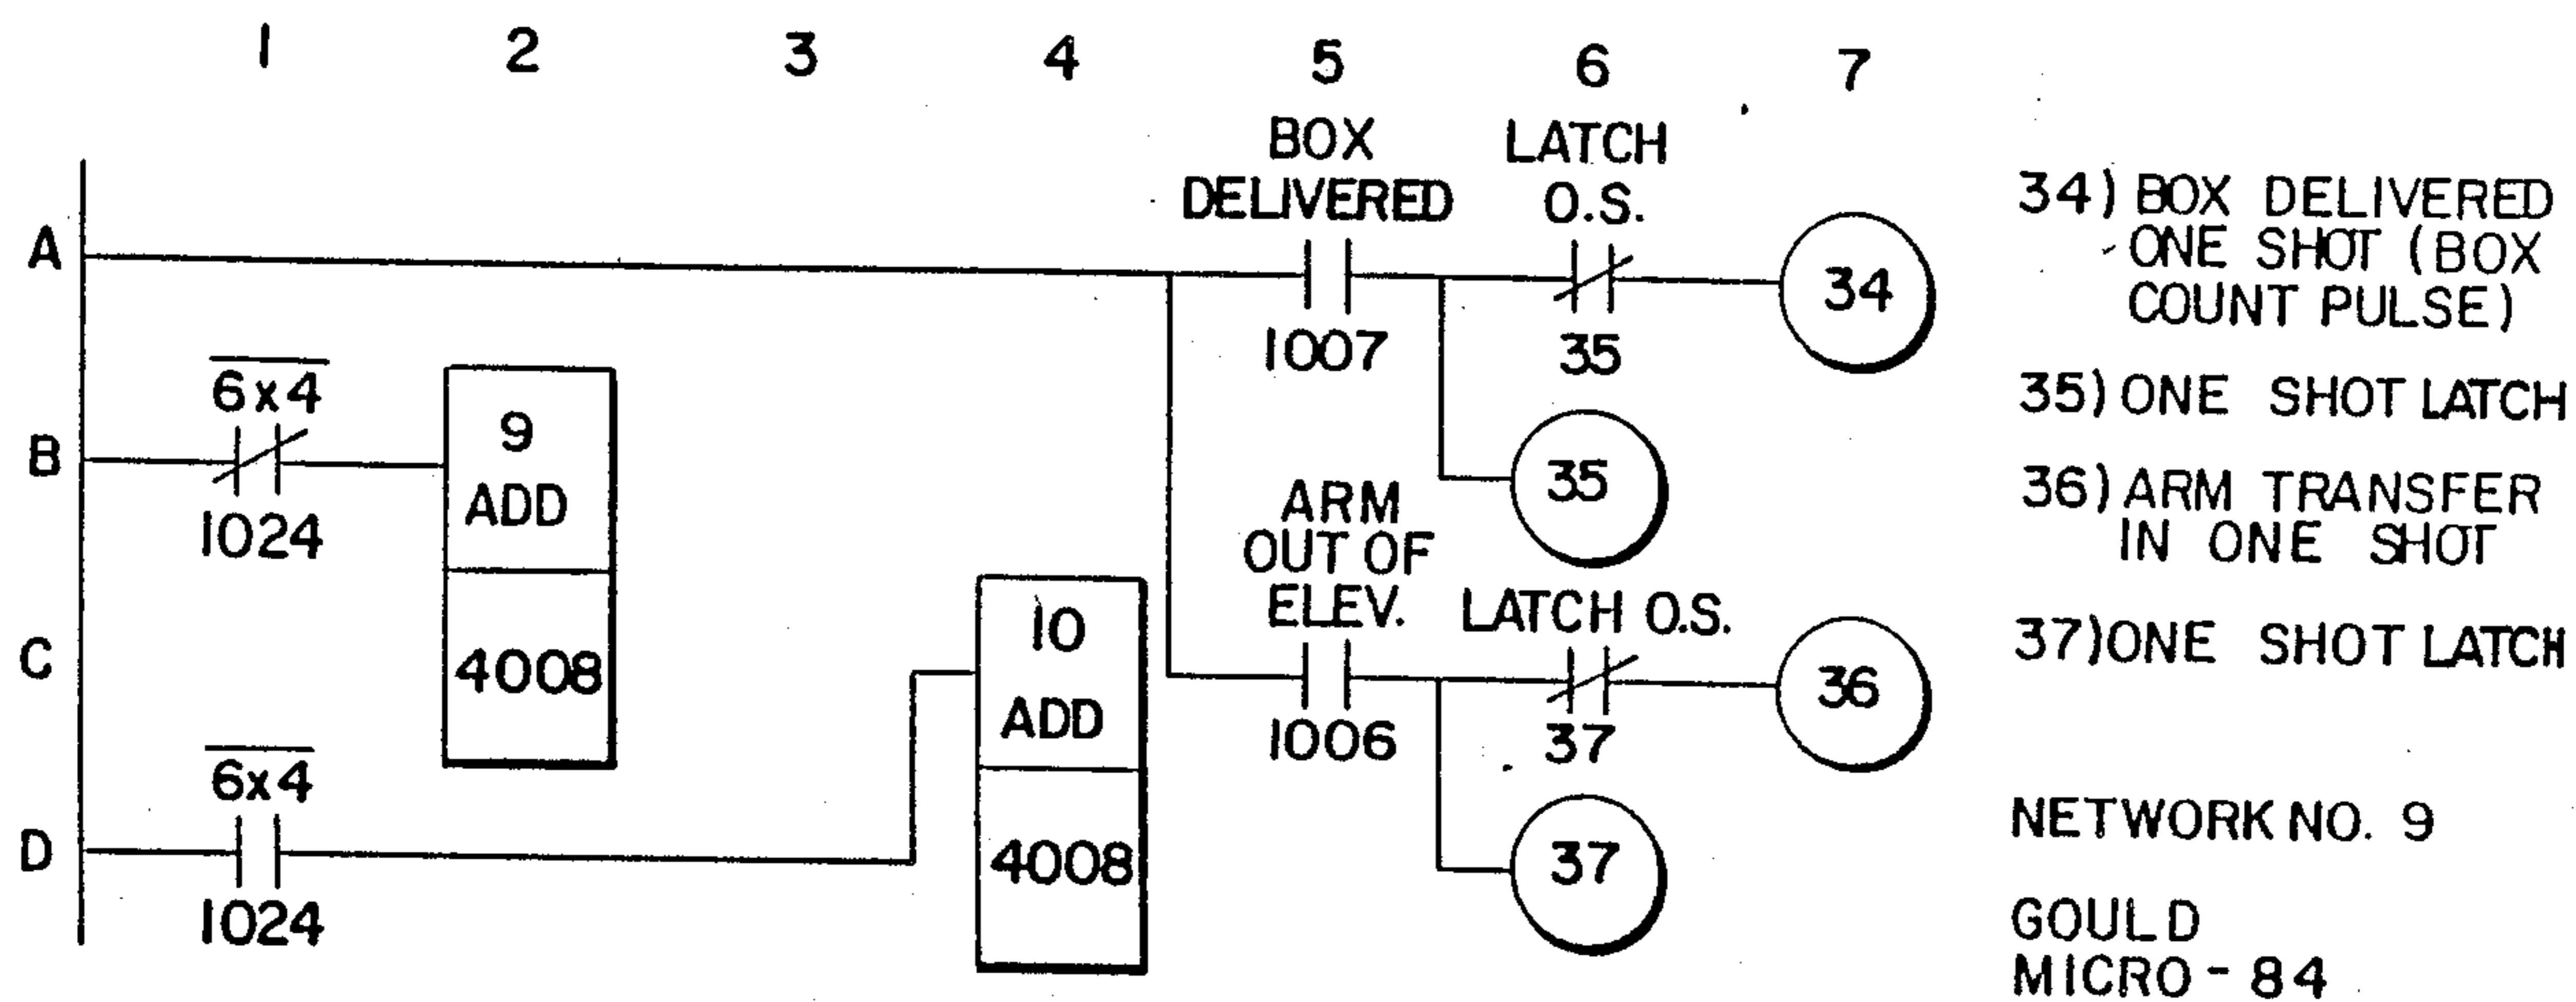 1 2 3 4 5 6 7
BOX
DELIVERED
LATCH
O.S.
A
1007
35
34
B
6x4
1024
9
ADD
4008
35
C
10
ADD
4008
ARM
OUT OF
ELEV.
1006
LATCH O.S.
37
36
D
6x4
1024
37
34) BOX DELIVERED
ONE SHOT (BOX
COUNT PULSE)
35) ONE SHOT LATCH
36) ARM TRANSFER
IN ONE SHOT
37) ONE SHOT LATCH
NETWORK NO. 9
GOULD
MICRO-84